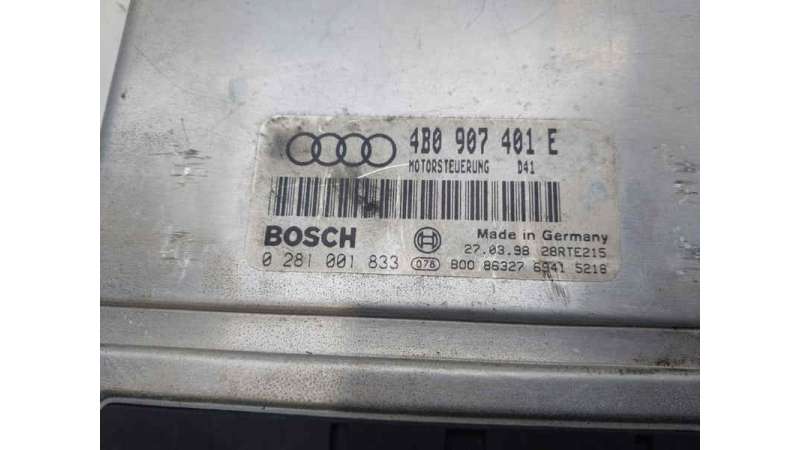 4B0 907 401 E
MOTORSTEUERUNG D41
BOSCH Made in Germany
27.03.98 28RTE215
0 281 001 833 078 800 86327 6941 5218